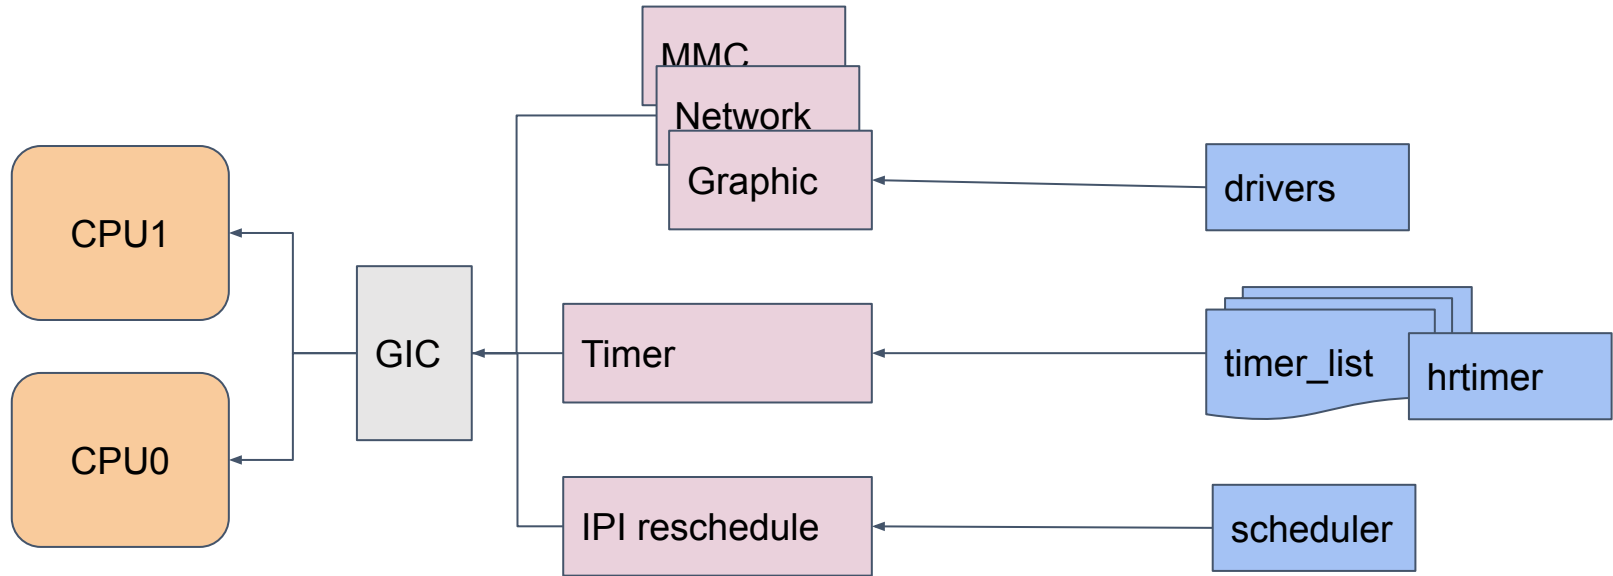 MMC
Network
Graphic
drivers
CPU1
GIC
Timer
timer_list
hrtimer
CPU0
IPI reschedule
scheduler